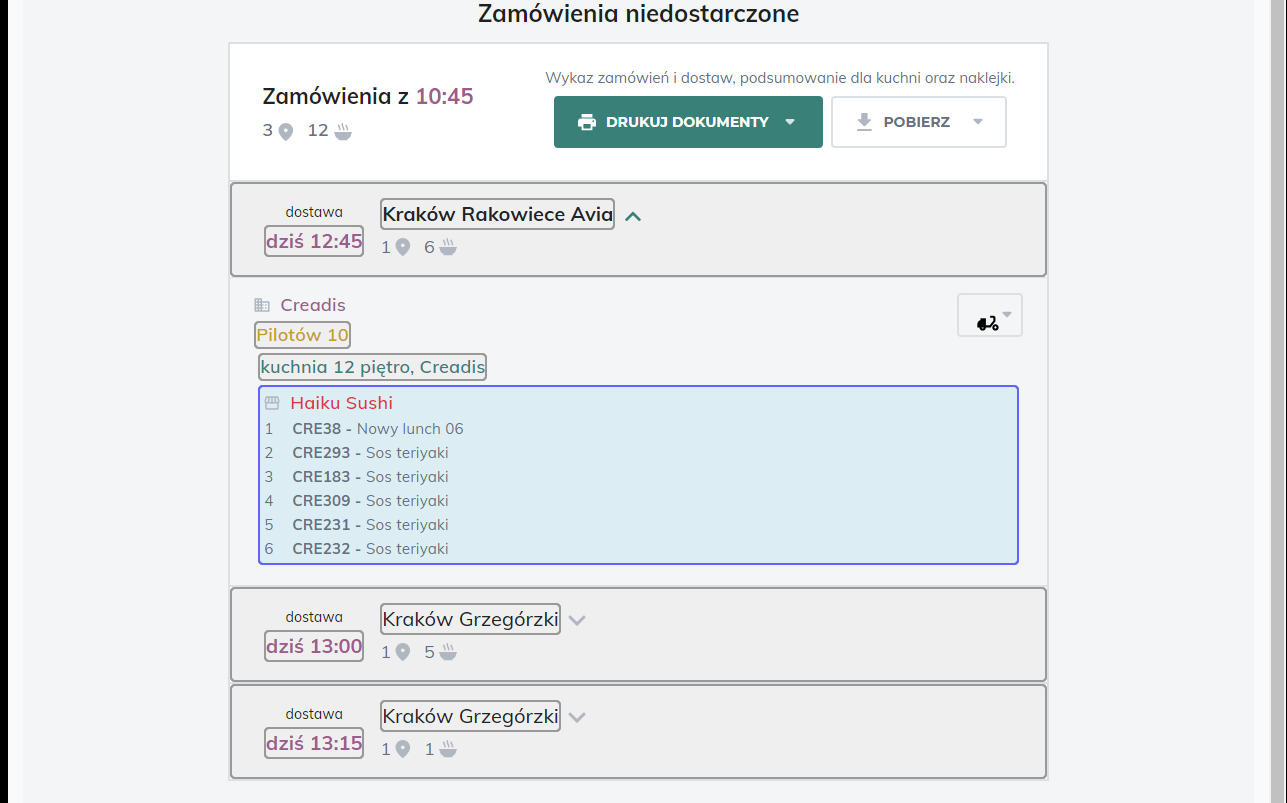 Zamówienia niedostarczone
Zamówienia z 10:45
3 12
Wykaz zamówień i dostaw, podsumowanie dla kuchni oraz naklejki.
DRUKUJ DOKUMENTY
POBIERZ
dostawa
dziś 12:45
Kraków Rakowiece Avia
1 6
Creadis
Pilotów 10
kuchnia 12 piętro, Creadis
Haiku Sushi
1 CRE38 - Nowy lunch 06
2 CRE293 - Sos teriyaki
3 CRE183 - Sos teriyaki
4 CRE309 - Sos teriyaki
5 CRE231 - Sos teriyaki
6 CRE232 - Sos teriyaki
dostawa
dziś 13:00
Kraków Grzegórzki
1 5
dostawa
dziś 13:15
Kraków Grzegórzki
1 1